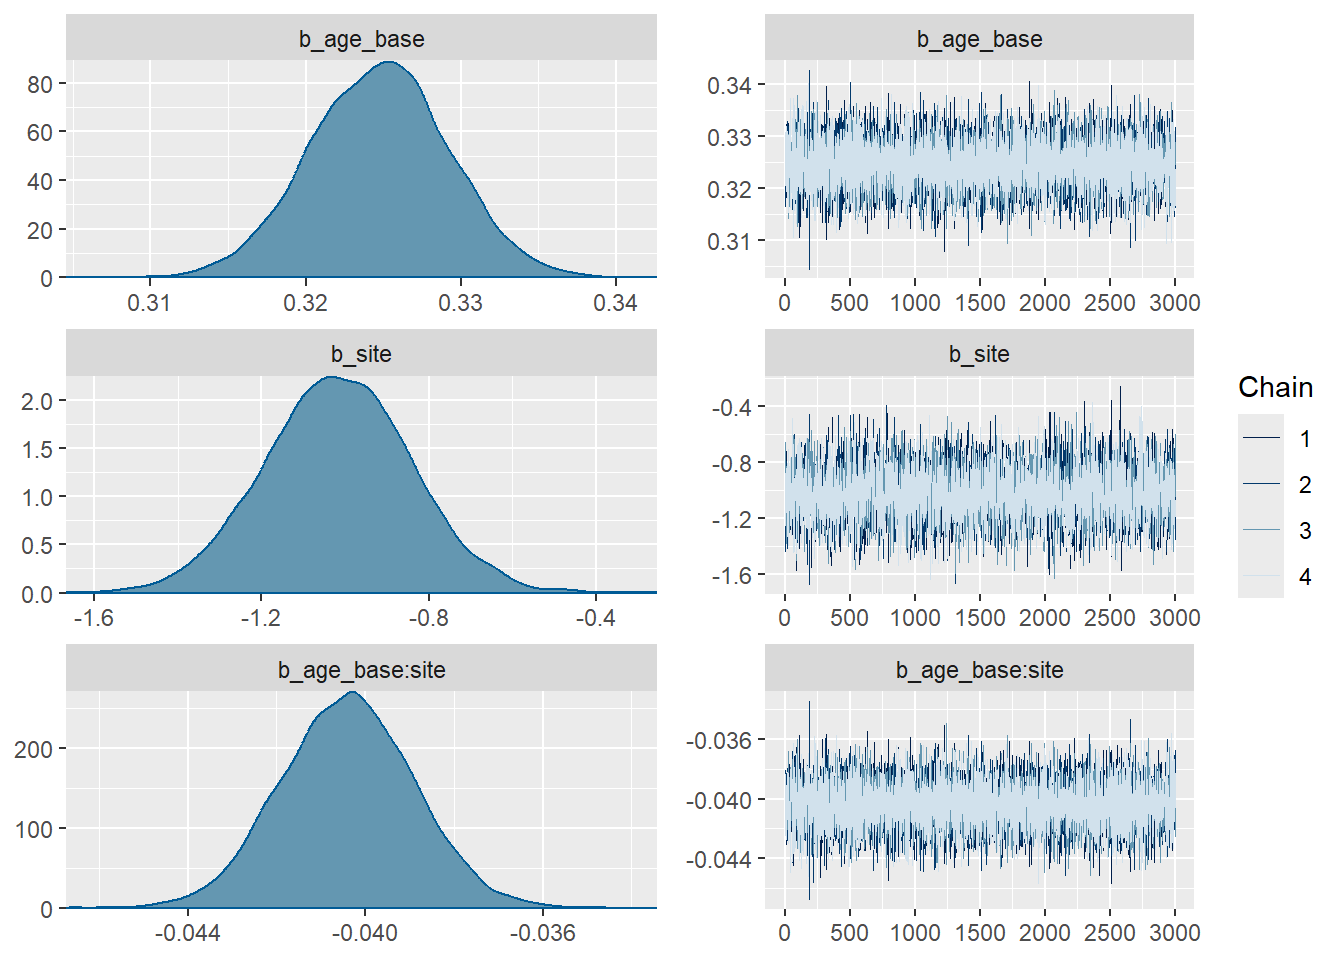 b_age_base
80
60
40
20
0
0.31 0.32 0.33 0.34
b_age_base
0.34
0.33
0.32
0.31
0 500 1000 1500 2000 2500 3000
b_site
2.0
1.5
1.0
0.5
0.0
-1.6 -1.2 -0.8 -0.4
b_site
-0.4
-0.8
-1.2
-1.6
0 500 1000 1500 2000 2500 3000
b_age_base:site
200
100
0
-0.044 -0.040 -0.036
b_age_base:site
-0.036
-0.040
-0.044
0 500 1000 1500 2000 2500 3000
Chain
1
2
3
4